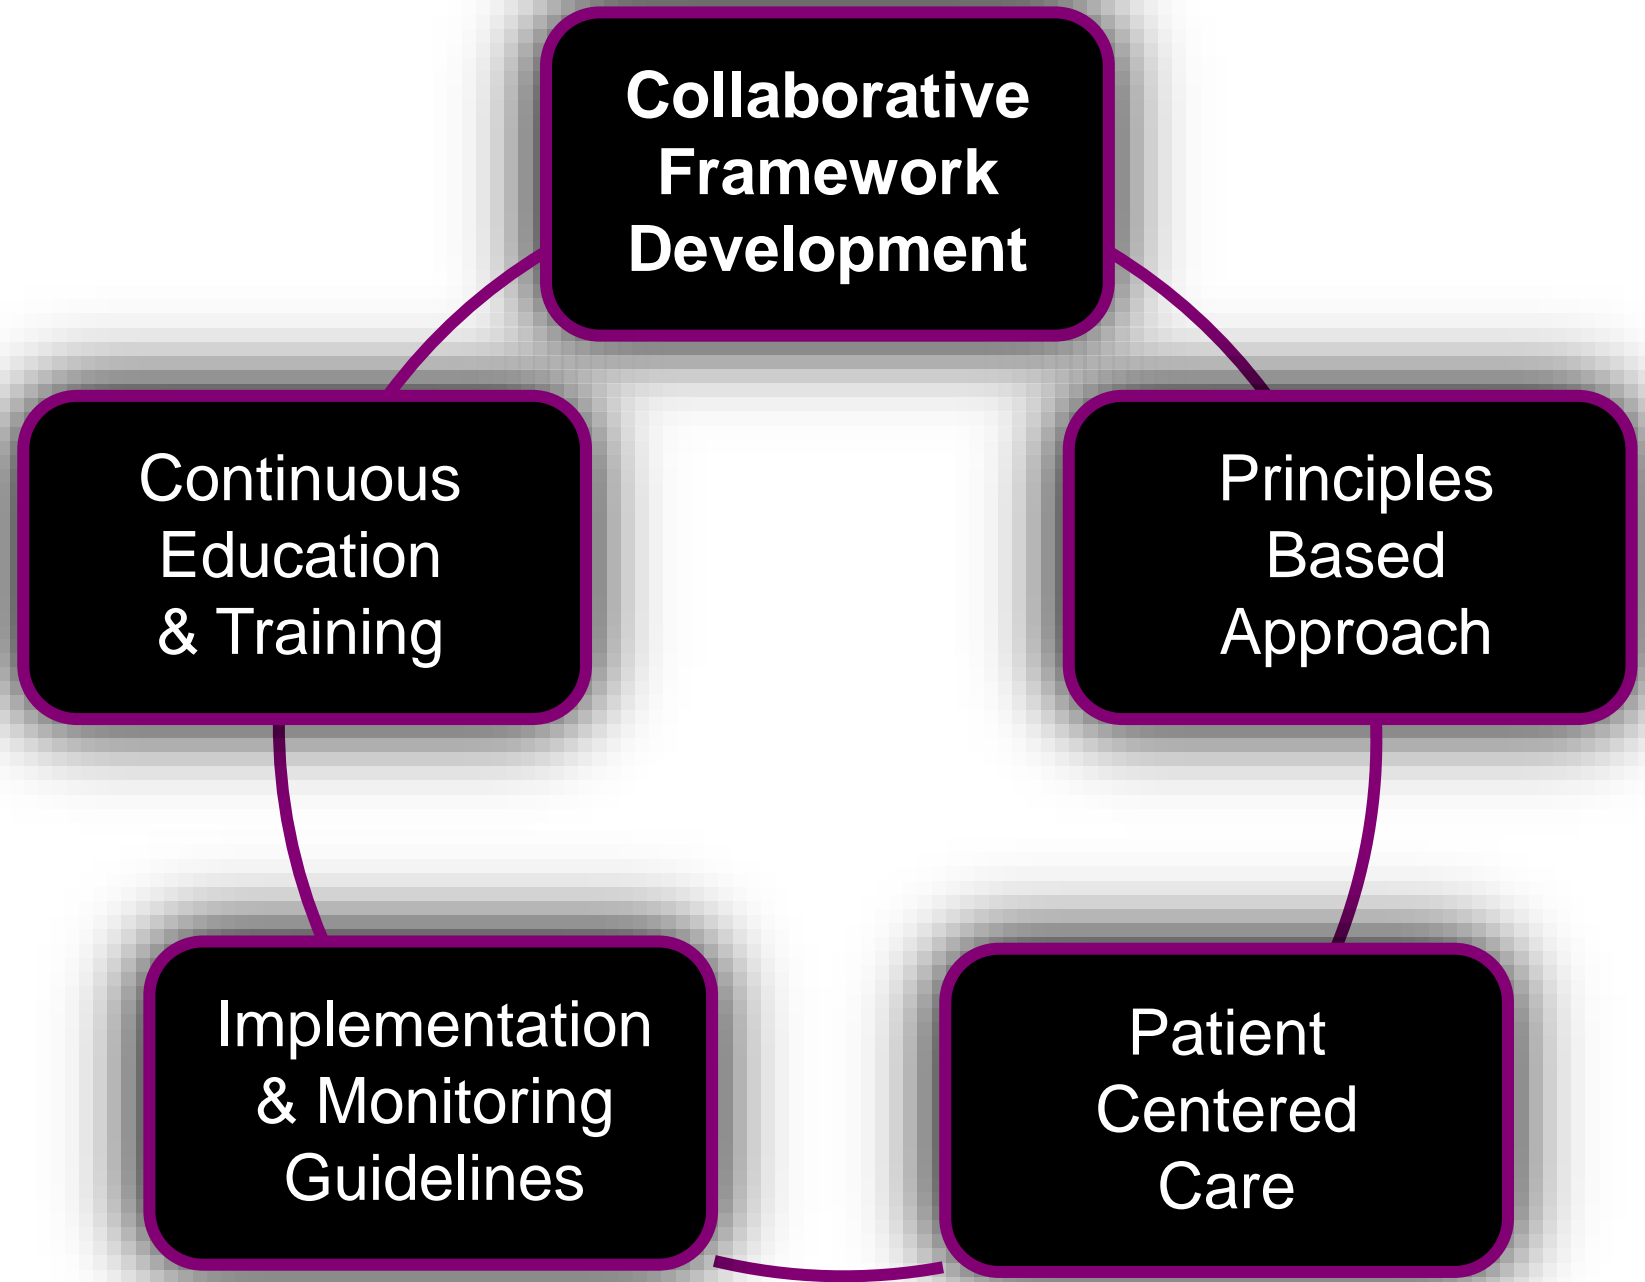 Collaborative
Framework
Development
Continuous
Education
& Training
Principles
Based
Approach
Implementation
& Monitoring
Guidelines
Patient
Centered
Care